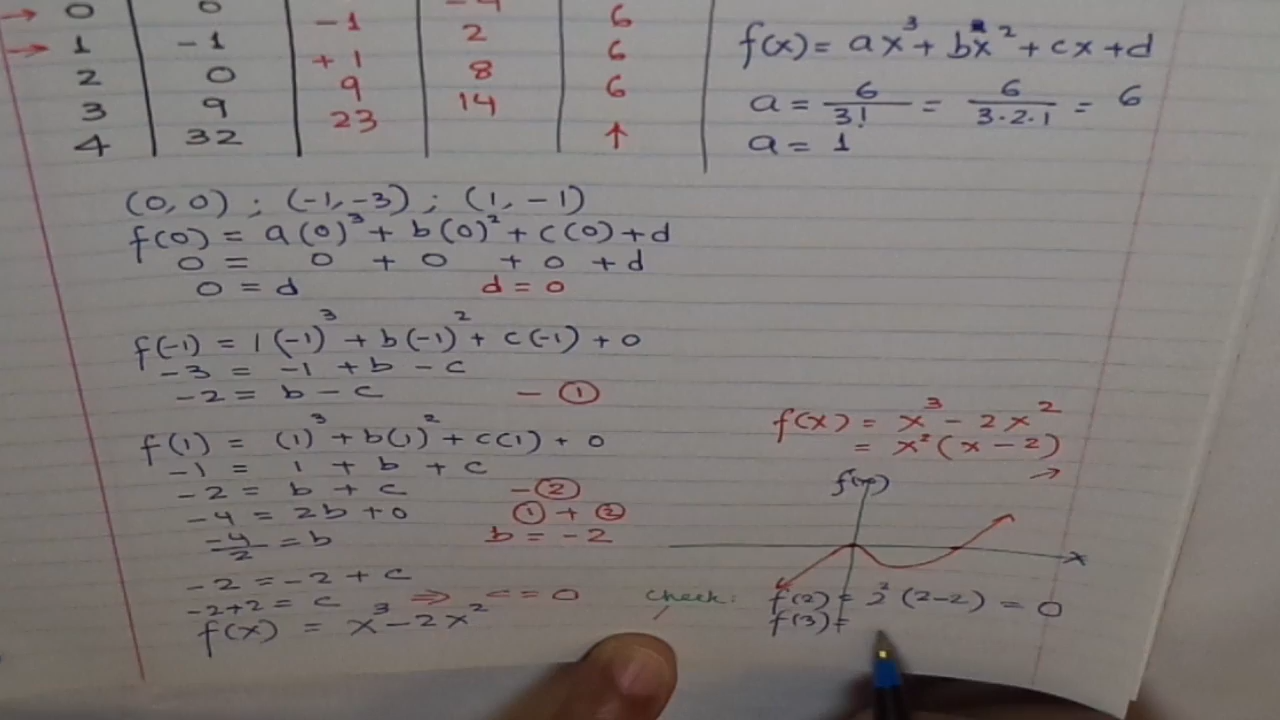 0 0 -4 6
-1
1 -1 2 6
+1
2 0 8 6
9
3 9 14
23
4 32 ↑
f(x) = ax³ + bx² + cx + d
a = 6/3! = 6/3·2·1 = 6
a = 1
(0, 0) ; (-1, -3) ; (1, -1)
f(0) = a(0)³ + b(0)² + c(0) + d
0 = 0 + 0 + 0 + d
0 = d d = 0
f(-1) = 1(-1)³ + b(-1)² + c(-1) + 0
-3 = -1 + b - c
-2 = b - c - ①
f(1) = (1)³ + b(1)² + c(1) + 0
-1 = 1 + b + c
-2 = b + c - ②
-4 = 2b + 0 ① + ②
-4/2 = b b = -2
-2 = -2 + c
-2+2 = c ⇒ c = 0
f(x) = x³ - 2x²
f(x) = x³ - 2x²
= x²(x - 2)
f(x)
x
check: f(2) = 2²(2-2) = 0
f(3) =